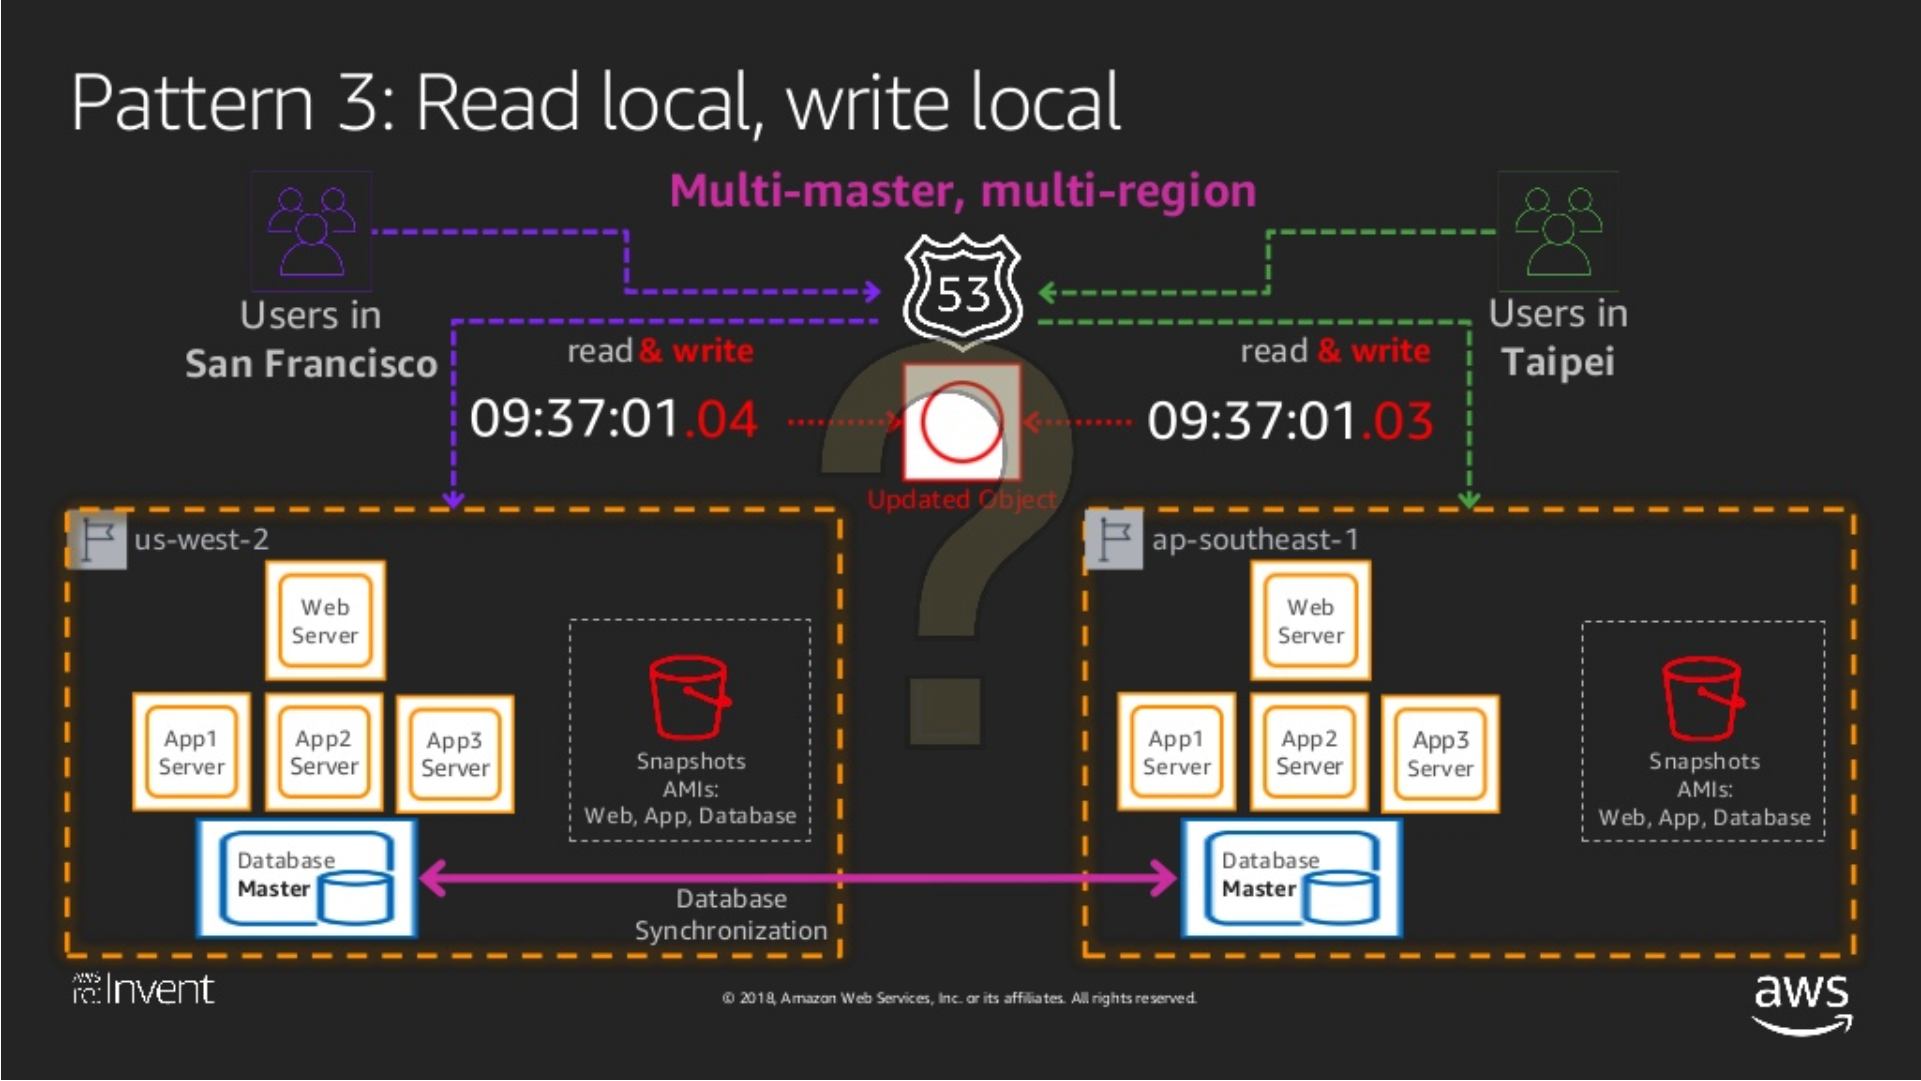 Pattern 3: Read local, write local
Multi-master, multi-region
53
Users in
San Francisco
Users in
Taipei
read & write
read & write
09:37:01.04
09:37:01.03
Updated Object
?
us-west-2
Web
Server
App1
Server
App2
Server
App3
Server
Snapshots
AMIs:
Web, App, Database
Database
Master
Database
Synchronization
ap-southeast-1
Web
Server
App1
Server
App2
Server
App3
Server
Snapshots
AMIs:
Web, App, Database
Database
Master
AWS
re:Invent
© 2018, Amazon Web Services, Inc. or its affiliates. All rights reserved.
aws